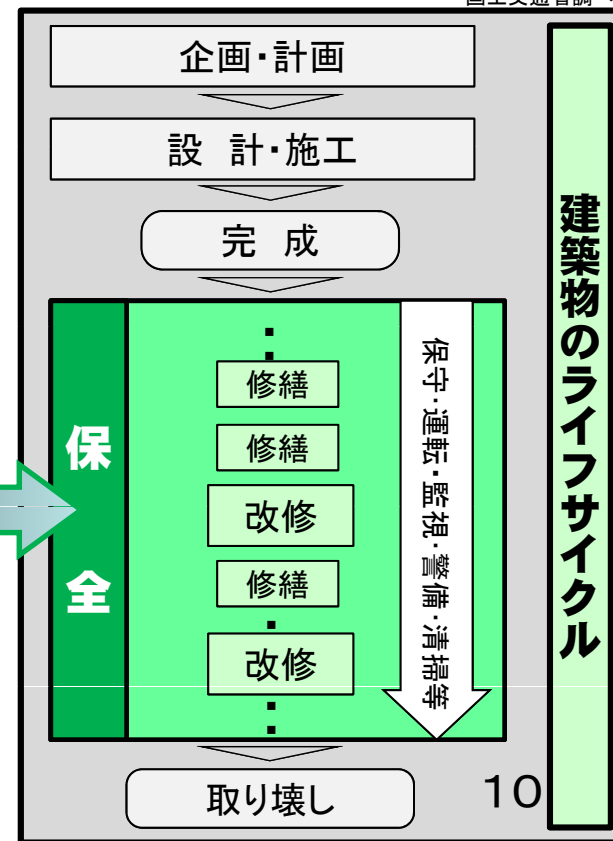 企画・計画
設 計・施工
完 成
保全
修繕
修繕
改修
修繕
改修
保守・運転・監視・警備・清掃等
取り壊し
建築物のライフサイクル
10